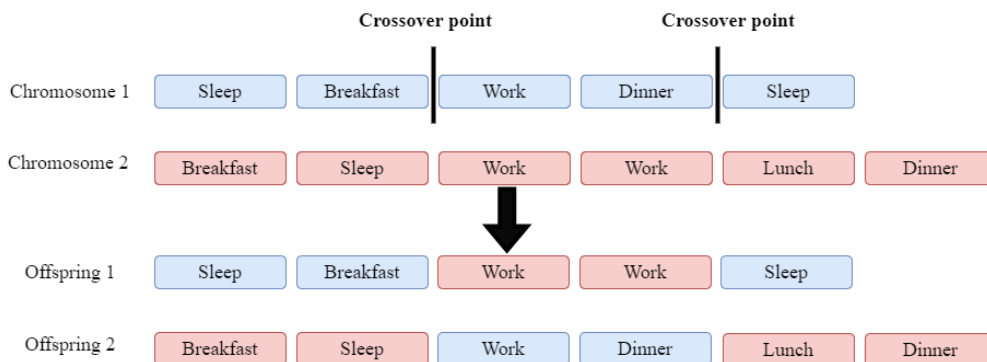 Crossover point Crossover point
Chromosome 1 Sleep Breakfast Work Dinner Sleep
Chromosome 2 Breakfast Sleep Work Work Lunch Dinner
Offspring 1 Sleep Breakfast Work Work Sleep
Offspring 2 Breakfast Sleep Work Dinner Lunch Dinner